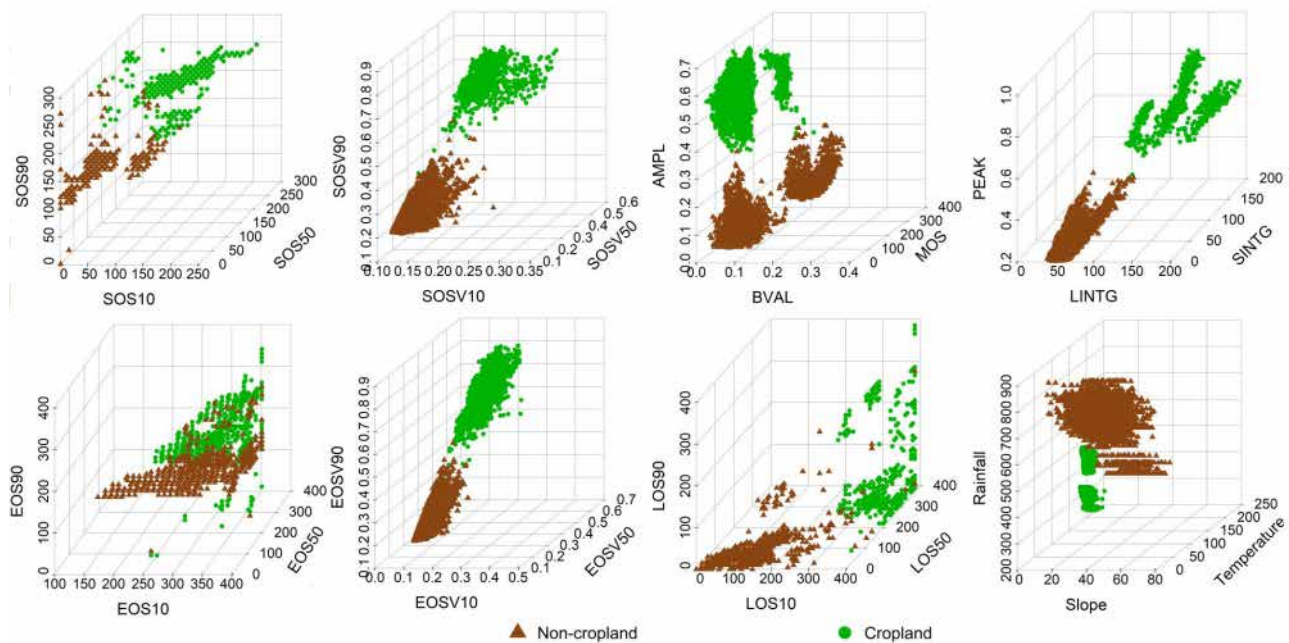 SOS90
300
250
200
150
100
50
0
0 50 100 150 200 250
SOS10
0 50 100 150 200 250 300
SOS50
SOSV90
0.9
0.8
0.7
0.6
0.5
0.4
0.3
0.2
0.1
0.10 0.15 0.20 0.25 0.30 0.35
SOSV10
0.1 0.2 0.3 0.4 0.5 0.6
SOSV50
AMPL
0.7
0.6
0.5
0.4
0.3
0.2
0.1
0.0
0.0 0.1 0.2 0.3 0.4
BVAL
0 100 200 300 400
MOS
PEAK
1.0
0.8
0.6
0.4
0.2
0 50 100 150 200
LINTG
0 50 100 150 200
SINTG
EOS90
400
300
200
100
50
0
100 150 200 250 300 350 400
EOS10
0 100 200 300 400
EOS50
EOSV90
0.9
0.8
0.7
0.6
0.5
0.4
0.3
0.2
0.0 0.1 0.2 0.3 0.4 0.5
EOSV10
0.1 0.2 0.3 0.4 0.5 0.6 0.7
EOSV50
LOS90
400
300
200
100
0
0 100 200 300 400
LOS10
0 100 200 300 400
LOS50
Rainfall
900
800
700
600
500
400
300
200
0 20 40 60 80
Slope
0 50 100 150 200 250
Temperature
Non-cropland
Cropland